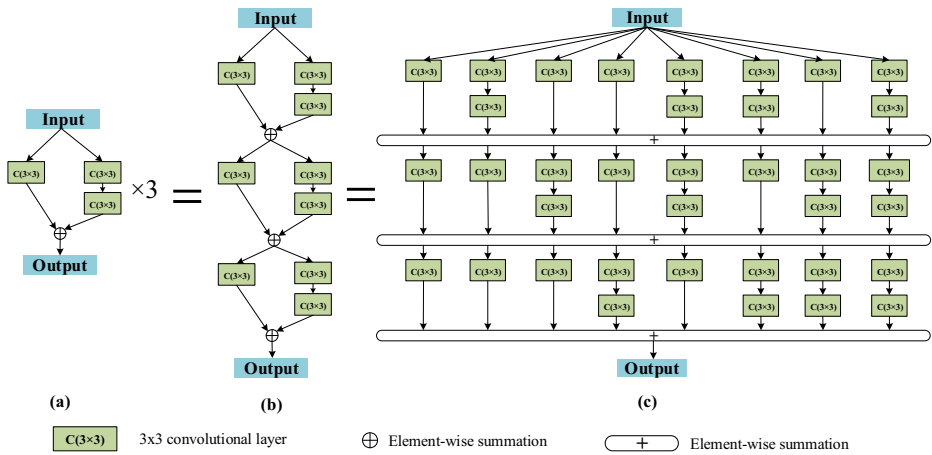 Input
C(3×3)
C(3×3)
C(3×3)
Output
×3
=
Input
C(3×3)
C(3×3)
C(3×3)
C(3×3)
C(3×3)
C(3×3)
C(3×3)
C(3×3)
C(3×3)
Output
=
Input
C(3×3) C(3×3) C(3×3) C(3×3) C(3×3) C(3×3) C(3×3) C(3×3)
C(3×3) C(3×3) C(3×3) C(3×3)
+
C(3×3) C(3×3) C(3×3) C(3×3) C(3×3) C(3×3) C(3×3) C(3×3)
C(3×3) C(3×3) C(3×3) C(3×3)
+
C(3×3) C(3×3) C(3×3) C(3×3) C(3×3) C(3×3) C(3×3) C(3×3)
C(3×3) C(3×3) C(3×3) C(3×3)
+
Output
(a) (b) (c)
C(3×3) 3x3 convolutional layer
Element-wise summation
+ Element-wise summation